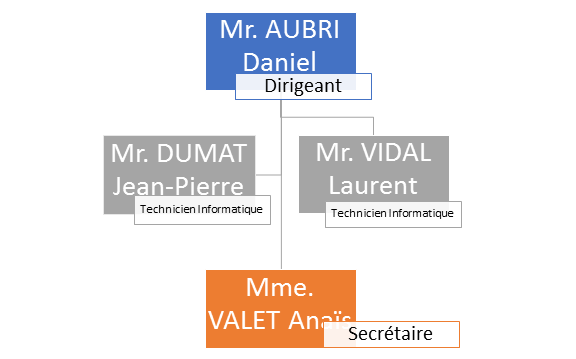 Mr. AUBRI
Daniel
Dirigeant
Mr. DUMAT
Jean-Pierre
Technicien Informatique
Mr. VIDAL
Laurent
Technicien Informatique
Mme.
VALET Anaïs
Secrétaire